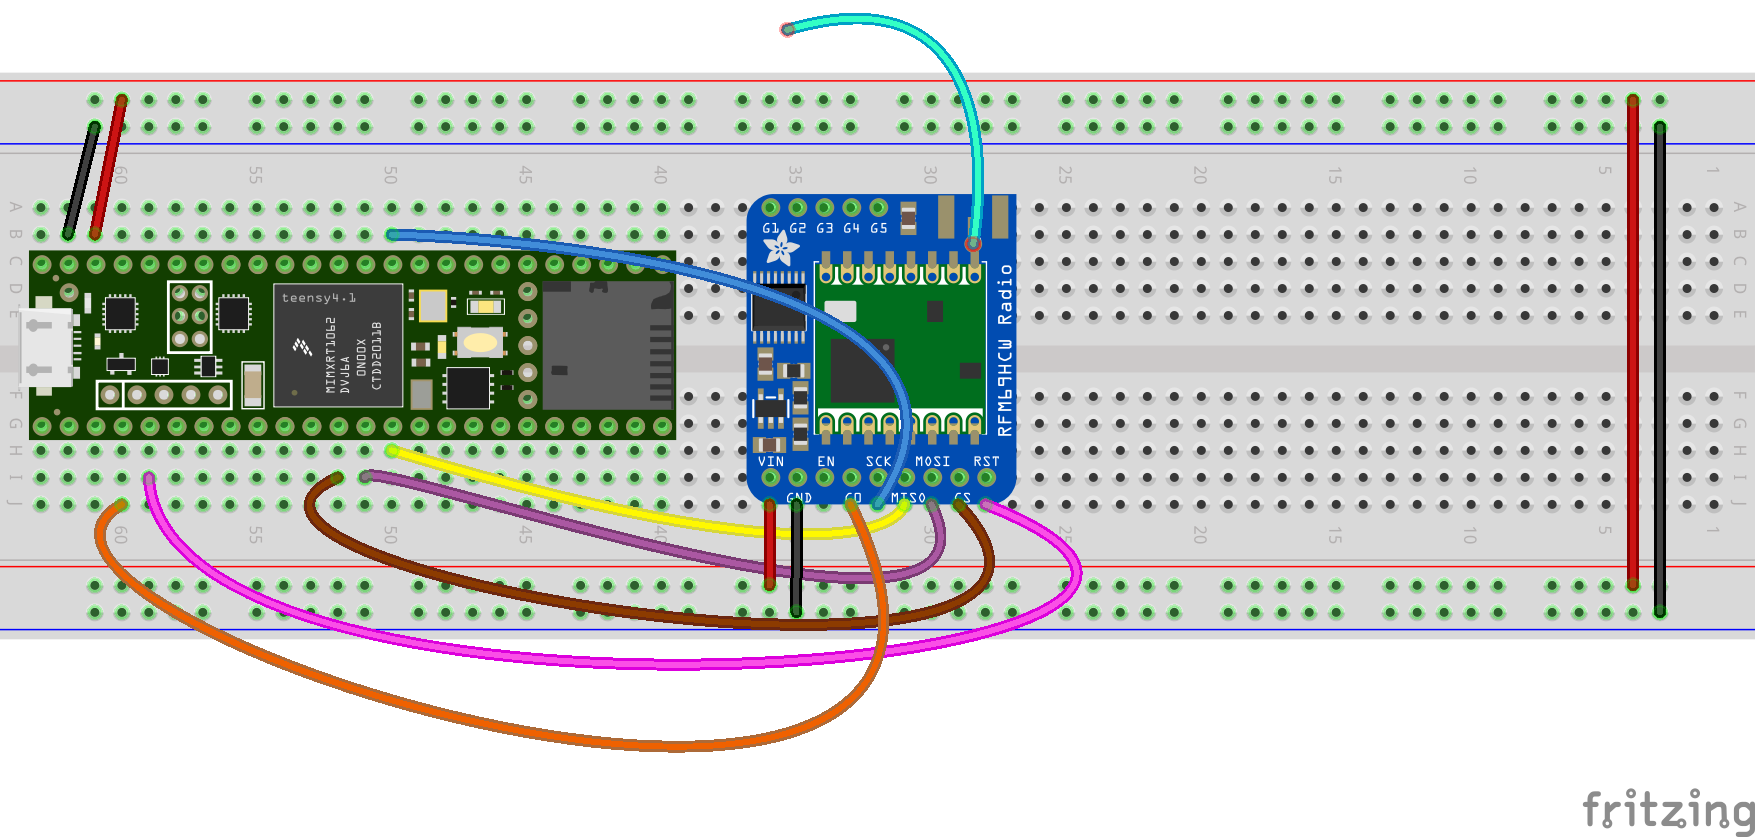 60 55 50 45 40 35 30 25 20 15 10 5 1
A A
B B
C C
D D
E E
G1 G2 G3 G4 G5
teensy4.1
MIMXRT1062
DVJ6A
ONOOX
CTDD2011B
RFM69HCW Radio
F F
G G
H H
I I
J J
VIN EN SCK MOSI RST
GND G0 MISO CS
60 55 50 45 40 30 25 20 15 10 5 1
fritzing